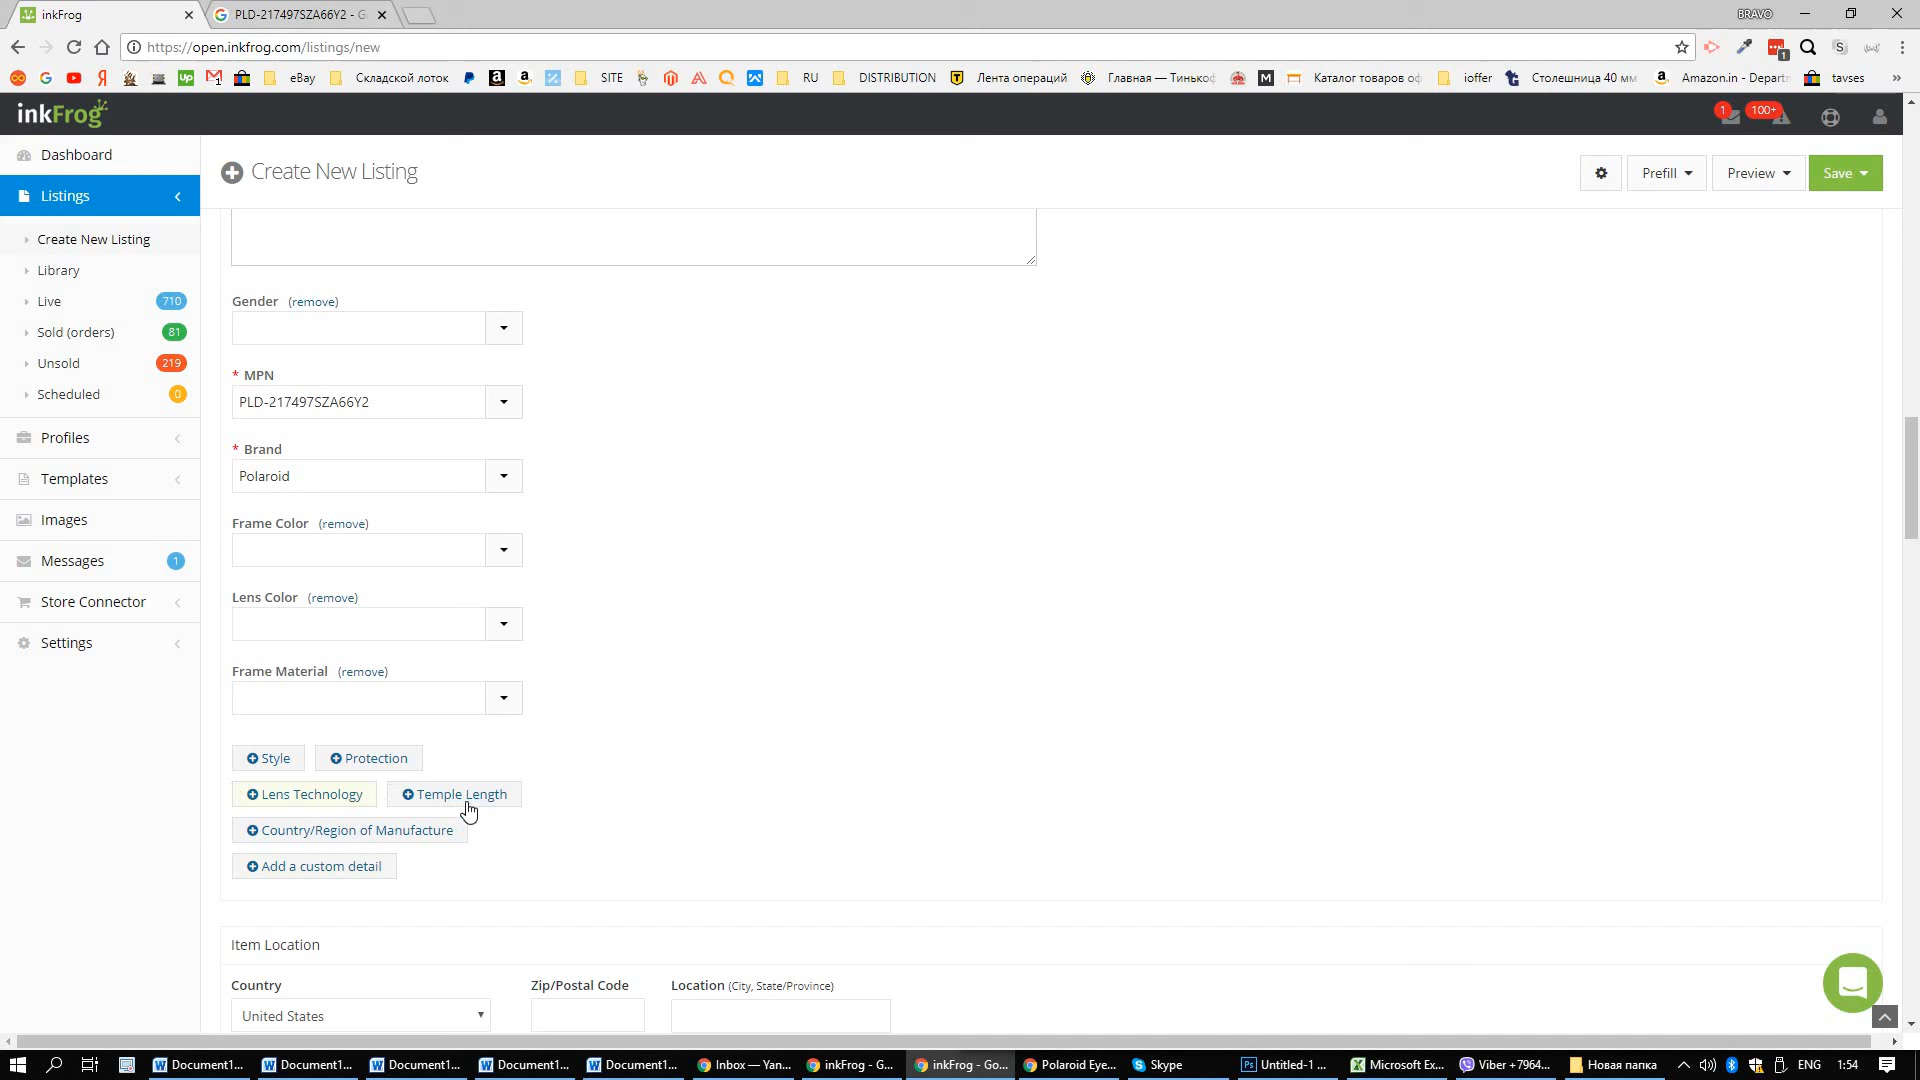 inkFrog
PLD-217497SZA66Y2 - G
BRAVO
https://open.inkfrog.com/listings/new
1
eBay
Складской лоток
SITE
RU
DISTRIBUTION
Лента операций
Главная — Тинько
Каталог товаров
ioffer
Столешница 40 мм
Amazon.in - Depart
tavses
»
inkFrog
1
100+
Dashboard
Listings
Create New Listing
Library
Live 710
Sold (orders) 81
Unsold 219
Scheduled 0
Profiles
Templates
Images
Messages 1
Store Connector
Settings
Create New Listing
Prefill
Preview
Save
Gender (remove)
* MPN
PLD-217497SZA66Y2
* Brand
Polaroid
Frame Color (remove)
Lens Color (remove)
Frame Material (remove)
Style
Protection
Lens Technology
Temple Length
Country/Region of Manufacture
Add a custom detail
Item Location
Country
Zip/Postal Code
Location (City, State/Province)
United States
Document1...
Document1...
Document1...
Document1...
Document1...
Inbox — Yan...
inkFrog - G...
inkFrog - Go...
Polaroid Eye...
Skype
Untitled-1 ...
Microsoft Ex...
Viber +7964...
Новая папка
ENG
1:54